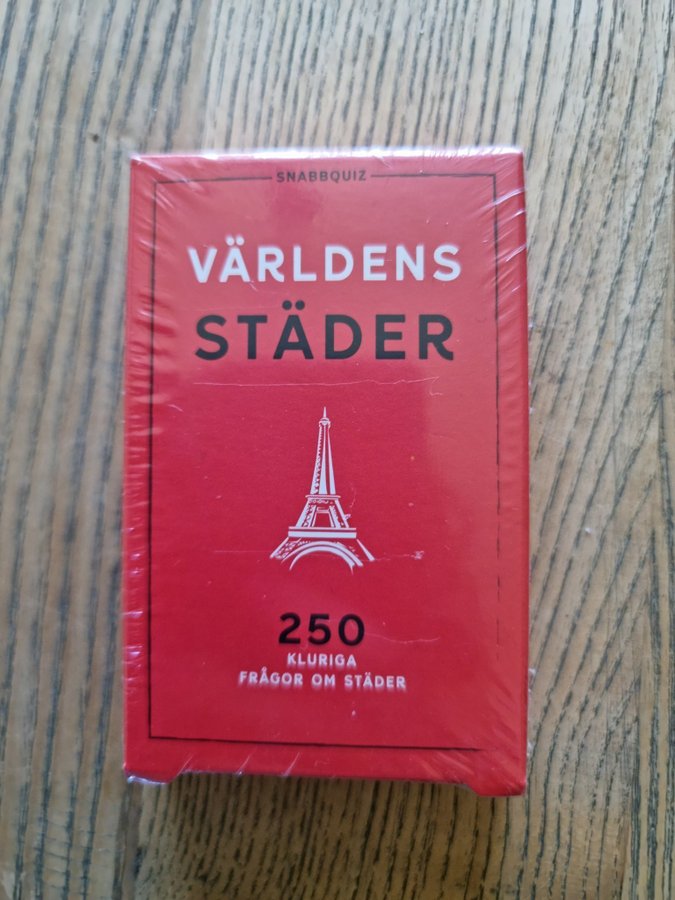 SNABBQUIZ
VÄRLDENS
STÄDER
250
KLURIGA
FRÅGOR OM STÄDER